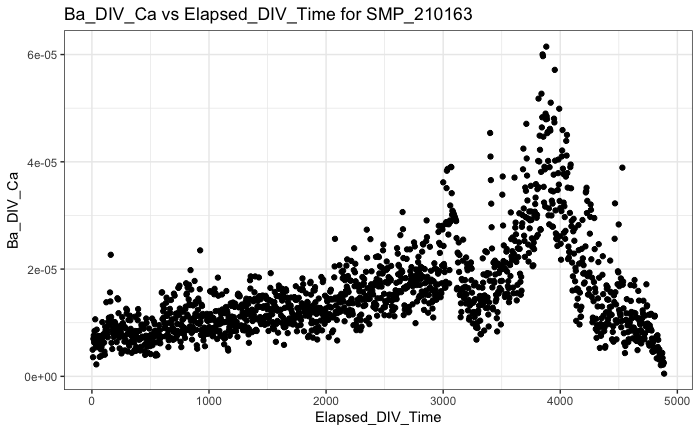 Ba_DIV_Ca vs Elapsed_DIV_Time for SMP_210163
6e-05
4e-05
2e-05
0e+00
Ba_DIV_Ca
0 1000 2000 3000 4000 5000
Elapsed_DIV_Time